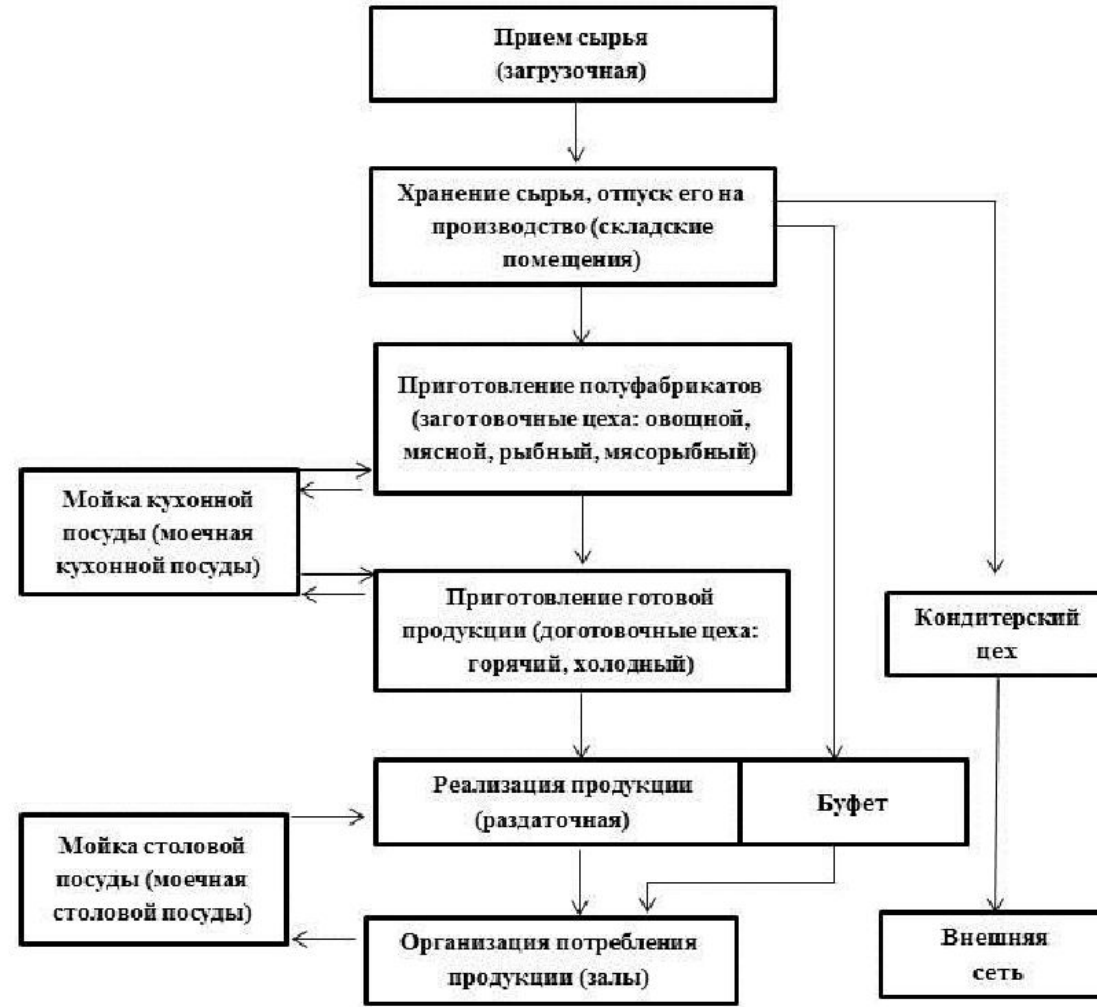 Прием сырья
(загрузочная)
Хранение сырья, отпуск его на
производство (складские
помещения)
Приготовление полуфабрикатов
(заготовочные цеха: овощной,
мясной, рыбный, мясорыбный)
Мойка кухонной
посуды (моечная
кухонной посуды)
Приготовление готовой
продукции (доготовочные цеха:
горячий, холодный)
Кондитерский
цех
Реализация продукции
(раздаточная)
Буфет
Мойка столовой
посуды (моечная
столовой посуды)
Организация потребления
продукции (залы)
Внешняя
сеть